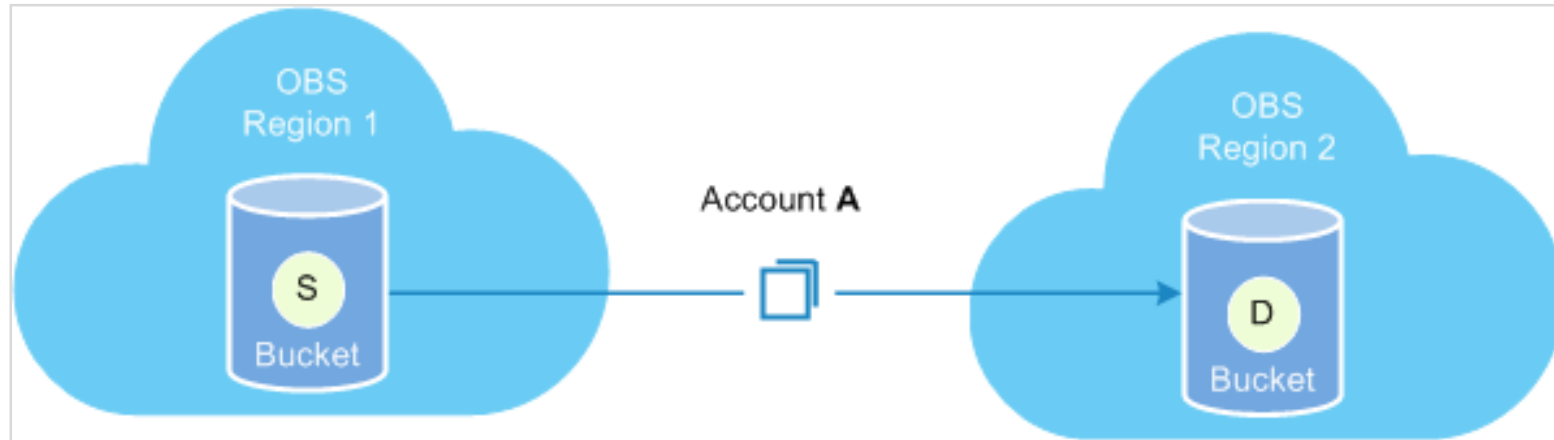 OBS
Region 1
S
Bucket
Account A
OBS
Region 2
D
Bucket